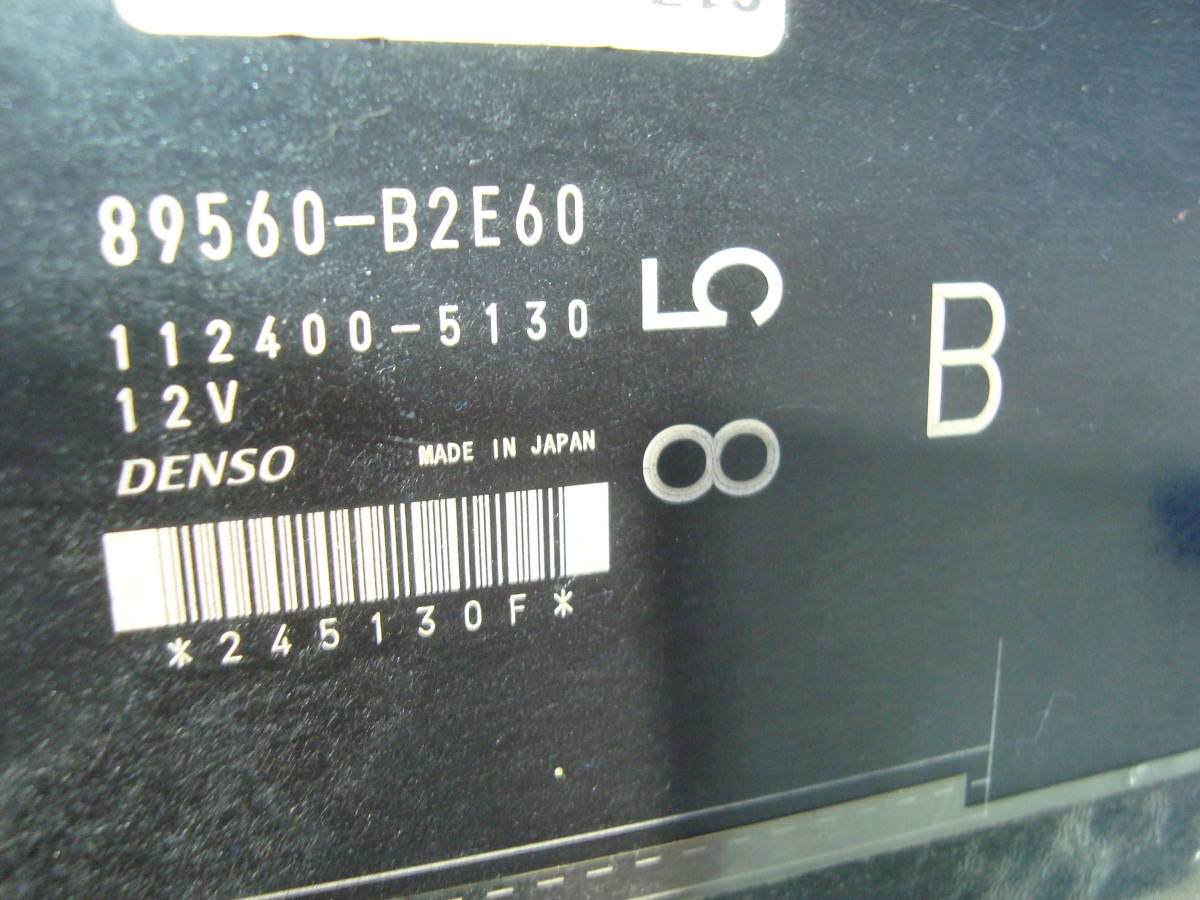 89560-B2E60
112400-5130
12V
DENSO MADE IN JAPAN
*245130F*
5
8
B